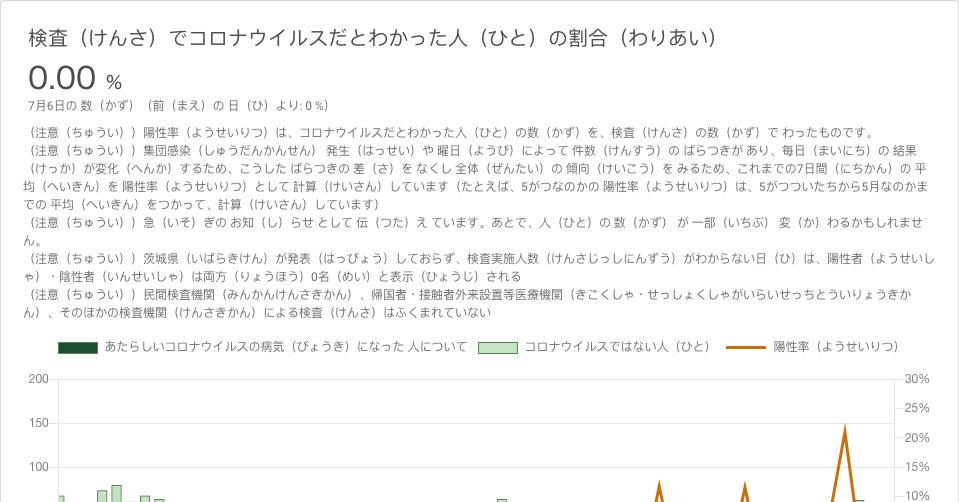 検査（けんさ）でコロナウイルスだとわかった人（ひと）の割合（わりあい）
0.00 %
7月6日の 数（かず）（前（まえ）の 日（ひ）より: 0 %）
（注意（ちゅうい））陽性率（ようせいりつ）は、コロナウイルスだとわかった人（ひと）の数（かず）を、検査（けんさ）の数（かず）で わったものです。
（注意（ちゅうい））集団感染（しゅうだんかんせん） 発生（はっせい）や 曜日（ようび）によって 件数（けんすう）の ばらつきが あり、毎日（まいにち）の 結果
（けっか）が変化（へんか）するため、こうした ばらつきの 差（さ）を なくし 全体（ぜんたい）の 傾向（けいこう）を みるため、これまでの7日間（にちかん）の 平
均（へいきん）を 陽性率（ようせいりつ）として 計算（けいさん）しています（たとえば、5がつなのかの 陽性率（ようせいりつ）は、5がつついたちから5月なのかま
での 平均（へいきん）をつかって、計算（けいさん）しています）
（注意（ちゅうい））急（いそ）ぎの お知（し）らせ として 伝（つた）え ています。あとで、人（ひと）の 数（かず） が 一部（いちぶ） 変（か）わるかもしれませ
ん。
（注意（ちゅうい））茨城県（いばらきけん）が発表（はっぴょう）しておらず、検査実施人数（けんさじっしにんずう）がわからない日（ひ）は、陽性者（ようせいし
ゃ）・陰性者（いんせいしゃ）は両方（りょうほう）0名（めい）と表示（ひょうじ）される
（注意（ちゅうい））民間検査機関（みんかんけんさきかん）、帰国者・接触者外来設置等医療機関（きこくしゃ・せっしょくしゃがいらいせっちとういりょうきか
ん）、そのほかの検査機関（けんさきかん）による検査（けんさ）はふくまれていない
あたらしいコロナウイルスの病気（びょうき）になった 人について コロナウイルスではない人（ひと） 陽性率（ようせいりつ）
200 30%
25%
150 20%
100 15%
10%